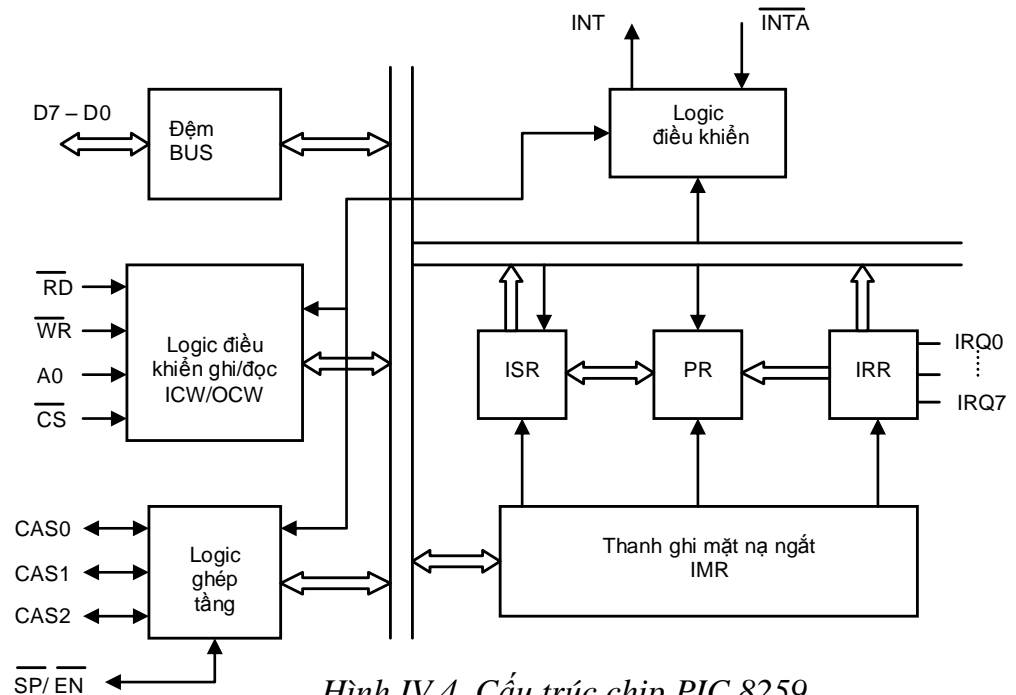 INT
INTA
D7 – D0
Đệm
BUS
Logic
điều khiển
RD
WR
A0
CS
Logic điều
khiển ghi/đọc
ICW/OCW
ISR
PR
IRR
IRQ0
IRQ7
CAS0
CAS1
CAS2
Logic
ghép
tầng
Thanh ghi mặt nạ ngắt
IMR
SP/ EN
Hình IV.4. Cấu trúc chip PIC 8259